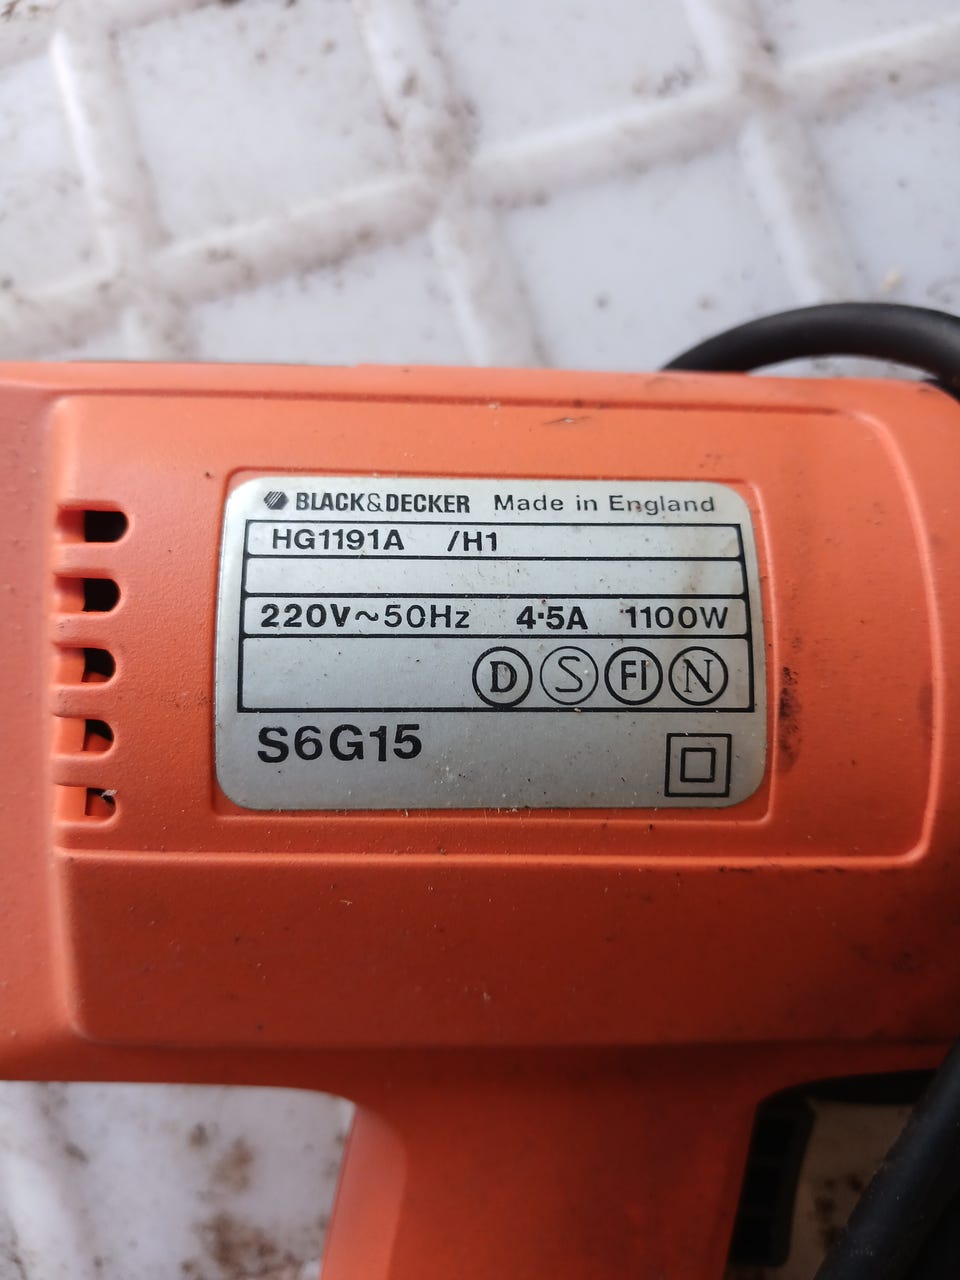 BLACK&DECKER Made in England
HG1191A /H1
220V~50Hz 4·5A 1100W
D S FI N
S6G15